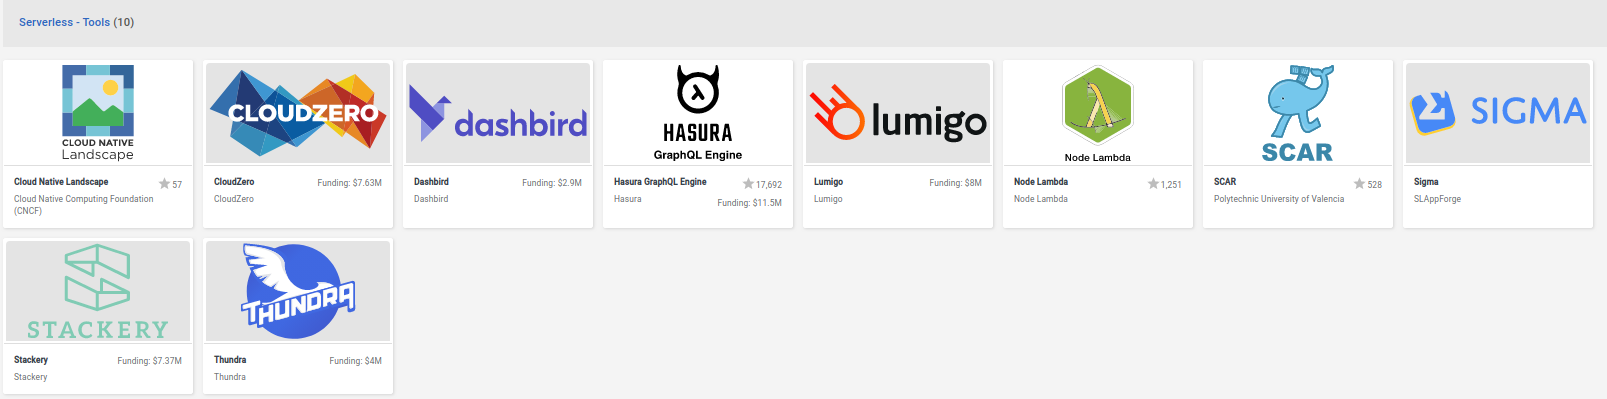 Serverless - Tools (10)
CLOUD NATIVE
Landscape
Cloud Native Landscape
57
Cloud Native Computing Foundation
(CNCF)
CLOUDZERO
CloudZero
Funding: $7.63M
CloudZero
dashbird
Dashbird
Funding: $2.9M
Dashbird
HASURA
GraphQL Engine
Hasura GraphQL Engine
17,692
Hasura
Funding: $11.5M
lumigo
Lumigo
Funding: $8M
Lumigo
Node Lambda
Node Lambda
1,251
Node Lambda
SCAR
SCAR
528
Polytechnic University of Valencia
SIGMA
Sigma
SLAppForge
STACKERY
Stackery
Funding: $7.37M
Stackery
THUNDRA
Thundra
Funding: $4M
Thundra